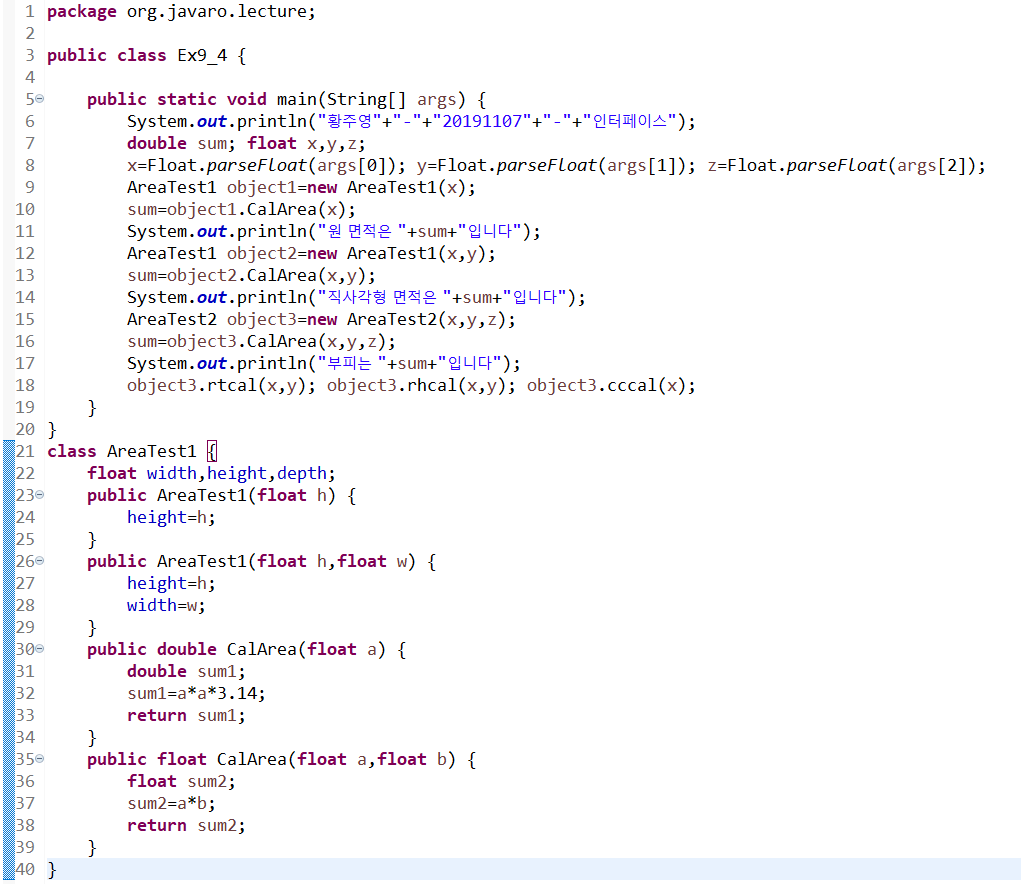 1 package org.javaro.lecture;
2
3 public class Ex9_4 {
4
5     public static void main(String[] args) {
6         System.out.println("황주영"+"-"+"20191107"+"-"+"인터페이스");
7         double sum; float x,y,z;
8         x=Float.parseFloat(args[0]); y=Float.parseFloat(args[1]); z=Float.parseFloat(args[2]);
9         AreaTest1 object1=new AreaTest1(x);
10         sum=object1.CalArea(x);
11         System.out.println("원 면적은 "+sum+"입니다");
12         AreaTest1 object2=new AreaTest1(x,y);
13         sum=object2.CalArea(x,y);
14         System.out.println("직사각형 면적은 "+sum+"입니다");
15         AreaTest2 object3=new AreaTest2(x,y,z);
16         sum=object3.CalArea(x,y,z);
17         System.out.println("부피는 "+sum+"입니다");
18         object3.rtcal(x,y); object3.rhcal(x,y); object3.cccal(x);
19     }
20 }
21 class AreaTest1 {
22     float width,height,depth;
23     public AreaTest1(float h) {
24         height=h;
25     }
26     public AreaTest1(float h,float w) {
27         height=h;
28         width=w;
29     }
30     public double CalArea(float a) {
31         double sum1;
32         sum1=a*a*3.14;
33         return sum1;
34     }
35     public float CalArea(float a,float b) {
36         float sum2;
37         sum2=a*b;
38         return sum2;
39     }
40 }